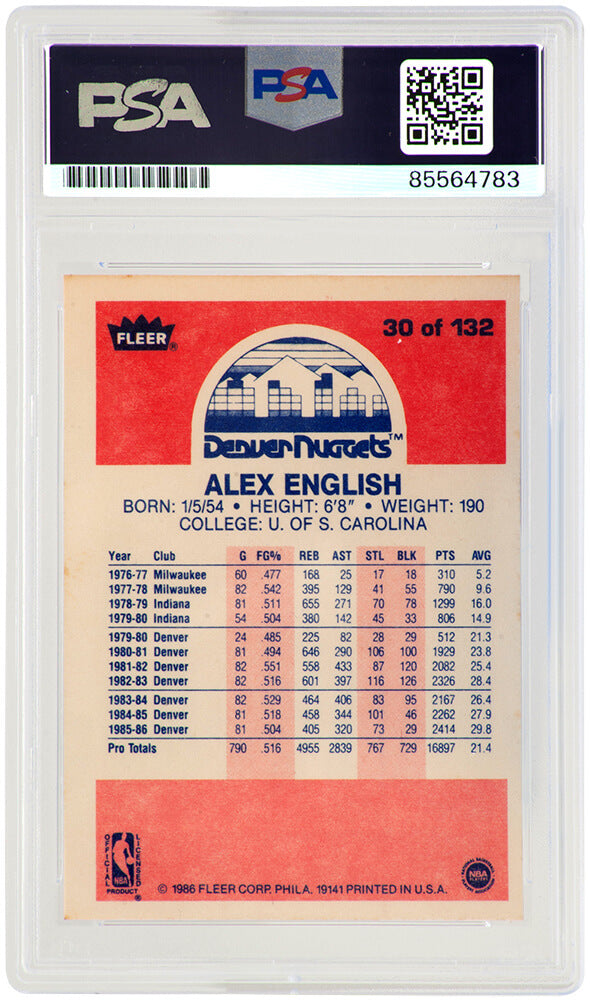 PSA PSA
85564783
FLEER®
30 of 132
Denver Nuggets™
ALEX ENGLISH
BORN: 1/5/54 • HEIGHT: 6'8" • WEIGHT: 190
COLLEGE: U. OF S. CAROLINA
Year Club G FG% REB AST STL BLK PTS AVG
1976-77 Milwaukee 60 .477 168 25 17 18 310 5.2
1977-78 Milwaukee 82 .542 395 129 41 55 790 9.6
1978-79 Indiana 81 .511 655 271 70 78 1299 16.0
1979-80 Indiana 54 .504 380 142 45 33 806 14.9
1979-80 Denver 24 .485 225 82 28 29 512 21.3
1980-81 Denver 81 .494 646 290 106 100 1929 23.8
1981-82 Denver 82 .551 558 433 87 120 2082 25.4
1982-83 Denver 82 .516 601 397 116 126 2326 28.4
1983-84 Denver 82 .529 464 406 83 95 2167 26.4
1984-85 Denver 81 .518 458 344 101 46 2262 27.9
1985-86 Denver 81 .504 405 320 73 29 2414 29.8
Pro Totals 790 .516 4955 2839 767 729 16897 21.4
OFFICIAL LICENSED
NBA
PRODUCT ®
© 1986 FLEER CORP. PHILA. 19141 PRINTED IN U.S.A.
NATIONAL BASKETBALL
NBA
PLAYERS
ASSOCIATION